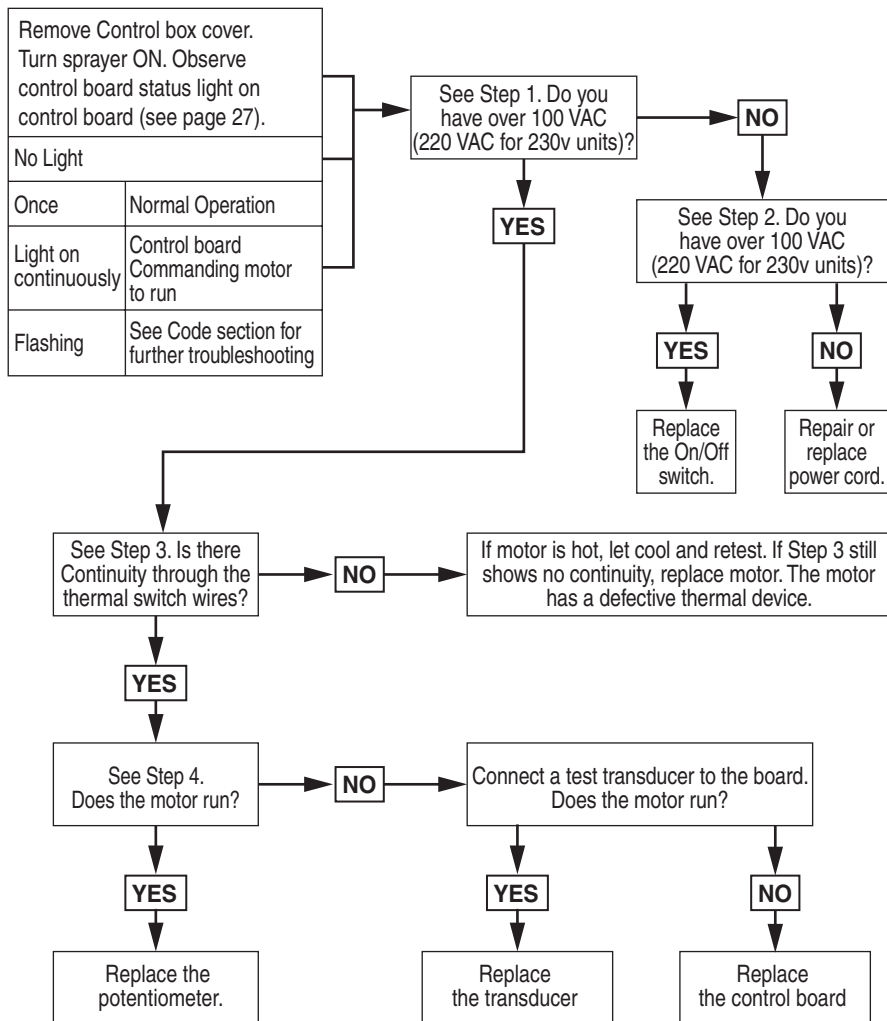 Remove Control box cover.
Turn sprayer ON. Observe
control board status light on
control board (see page 27).
No Light
Once
Normal Operation
Light on
continuously
Control board
Commanding motor
to run
Flashing
See Code section for
further troubleshooting
See Step 1. Do you
have over 100 VAC
(220 VAC for 230v units)?
NO
YES
See Step 2. Do you
have over 100 VAC
(220 VAC for 230v units)?
YES
NO
Replace
the On/Off
switch.
Repair or
replace
power cord.
See Step 3. Is there
Continuity through the
thermal switch wires?
NO
If motor is hot, let cool and retest. If Step 3 still
shows no continuity, replace motor. The motor
has a defective thermal device.
YES
See Step 4.
Does the motor run?
NO
Connect a test transducer to the board.
Does the motor run?
YES
YES
NO
Replace the
potentiometer.
Replace
the transducer
Replace
the control board